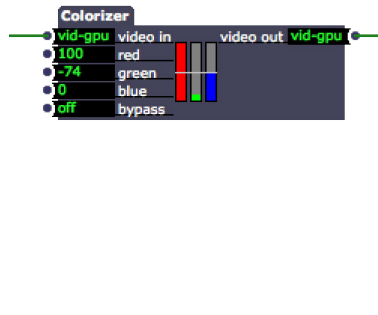 Colorizer
vid-gpu video in video out vid-gpu
100 red
-74 green
0 blue
off bypass